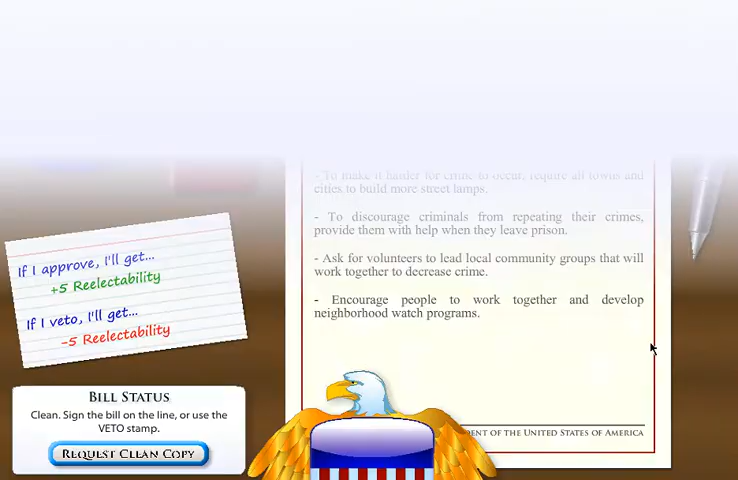 - To make it harder for crime to occur, require all towns and
cities to build more street lamps.
- To discourage criminals from repeating their crimes,
provide them with help when they leave prison.
- Ask for volunteers to lead local community groups that will
work together to decrease crime.
- Encourage people to work together and develop
neighborhood watch programs.
If I approve, I'll get...
+5 Reelectability
If I veto, I'll get...
-5 Reelectability
Bill Status
Clean. Sign the bill on the line, or use the
VETO stamp.
Request Clean Copy
dent of the United States of America